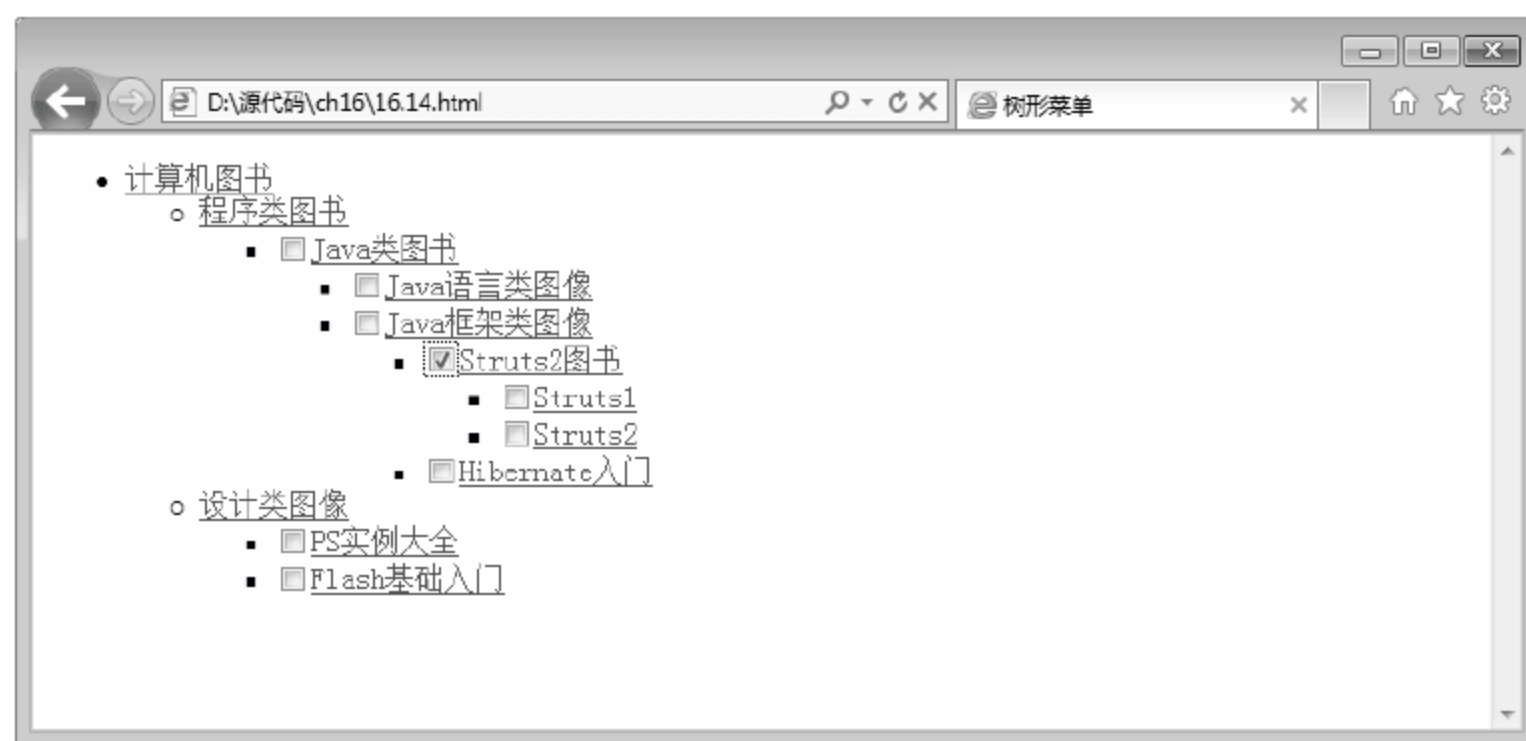 D:\源代码\ch16\16.14.html
树形菜单
计算机图书
程序类图书
Java类图书
Java语言类图像
Java框架类图像
Struts2图书
Struts1
Struts2
Hibernate入门
设计类图像
PS实例大全
Flash基础入门